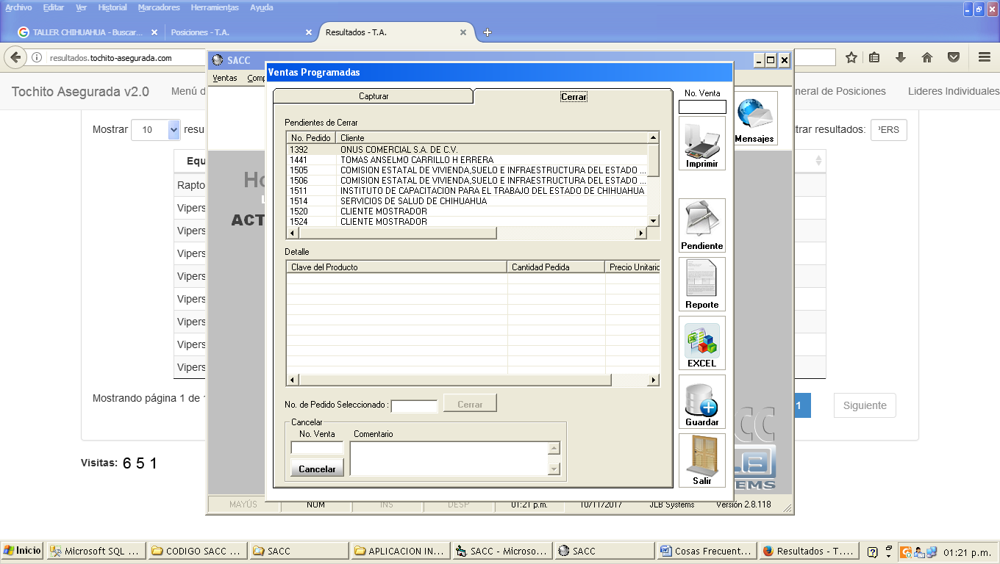 Archivo Editar Ver Historial Marcadores Herramientas Ayuda
TALLER CHIHUAHUA - Buscar... Posiciones - T.A. Resultados - T.A.
resultados.tochito-asegurada.com
SACC
Ventas
Ventas Programadas
Tochito Asegurada v2.0
Capturar
Cerrar
No. Venta
neral de Posiciones
Lideres Individuales
Mostrar 10 resu
Pendientes de Cerrar
Mensajes
trar resultados:
No. Pedido Cliente
1392 ONUS COMERCIAL S.A. DE C.V.
1441 TOMAS ANSELMO CARRILLO H ERRERA
1505 COMISION ESTATAL DE VIVIENDA,SUELO E INFRAESTRUCTURA DEL ESTADO ...
1506 COMISION ESTATAL DE VIVIENDA,SUELO E INFRAESTRUCTURA DEL ESTADO ...
1511 INSTITUTO DE CAPACITACION PARA EL TRABAJO DEL ESTADO DE CHIHUAHUA
1514 SERVICIOS DE SALUD DE CHIHUAHUA
1520 CLIENTE MOSTRADOR
1524 CLIENTE MOSTRADOR
Imprimir
Equ
Rapto
Vipers
Vipers
Vipers
Vipers
Vipers
Vipers
Vipers
Vipers
ACT
Pendiente
Detalle
Clave del Producto Cantidad Pedida Precio Unitario
Reporte
EXCEL
Mostrando página 1 de 1
No. de Pedido Seleccionado :
Cerrar
1
Siguiente
Guardar
Cancelar
No. Venta Comentario
Cancelar
Visitas: 6 5 1
Salir
MAYÚS NUM INS DESP 01:21 p.m. 10/11/2017 JLB Systems Versión 2.8.118
Inicio Microsoft SQL ... CODIGO SACC ... SACC APLICACION IN... SACC - Microso... SACC Cosas Frecuent... Resultados - T... 01:21 p.m.